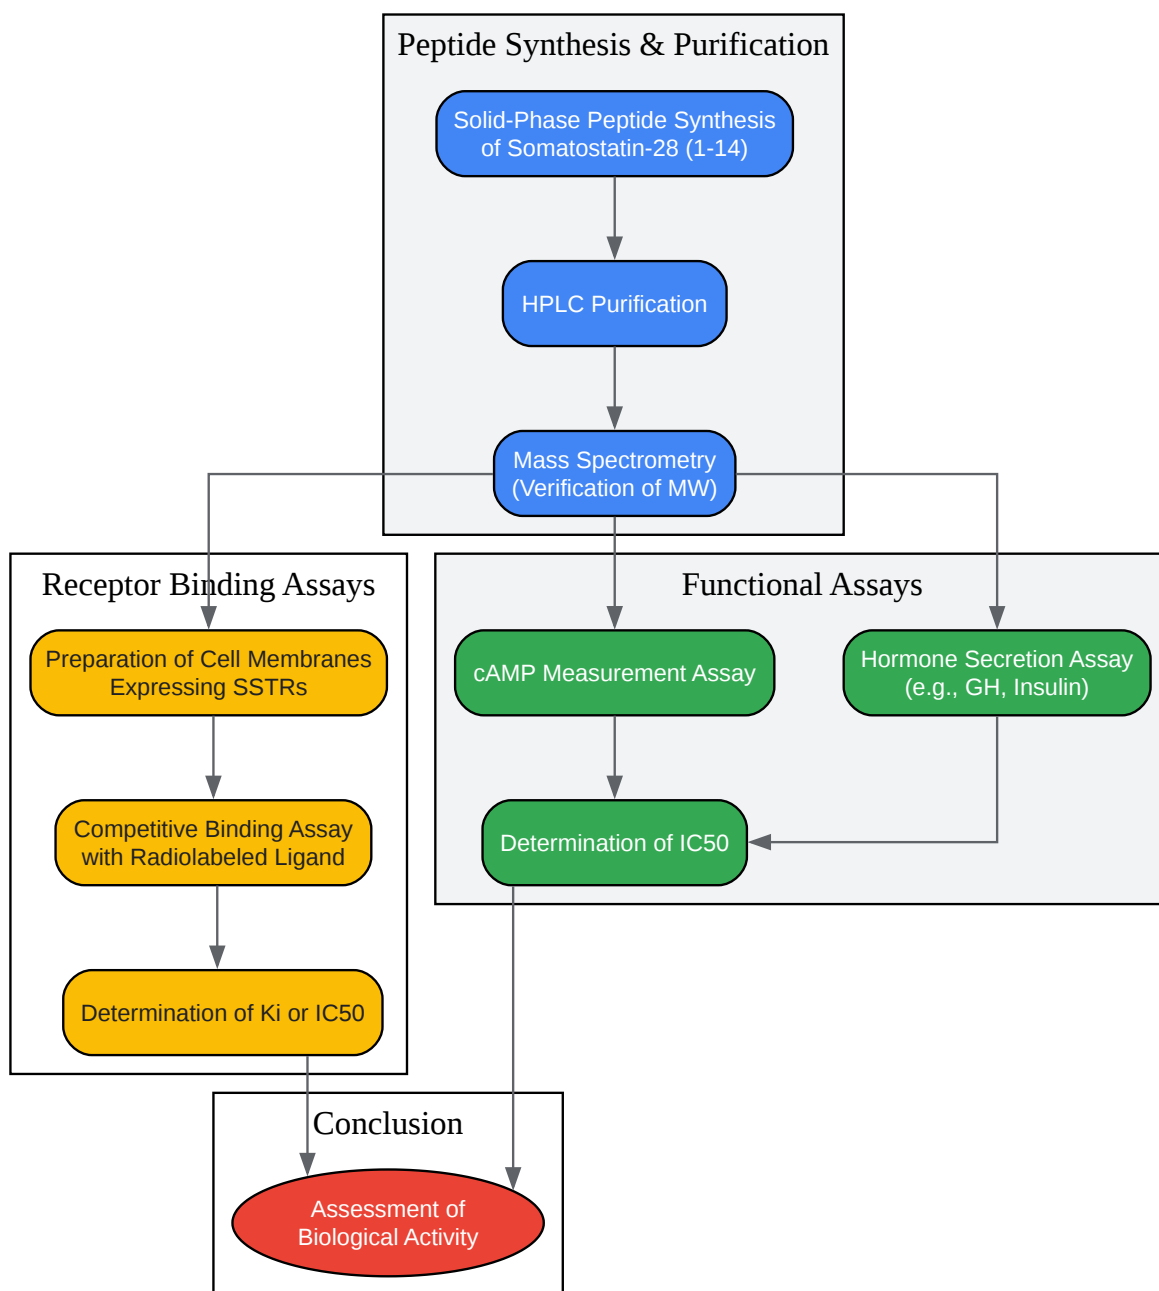 Peptide Synthesis & Purification
Solid-Phase Peptide Synthesis
of Somatostatin-28 (1-14)
HPLC Purification
Mass Spectrometry
(Verification of MW)
Receptor Binding Assays
Preparation of Cell Membranes
Expressing SSTRs
Competitive Binding Assay
with Radiolabeled Ligand
Determination of Ki or IC50
Functional Assays
cAMP Measurement Assay
Hormone Secretion Assay
(e.g., GH, Insulin)
Determination of IC50
Conclusion
Assessment of
Biological Activity